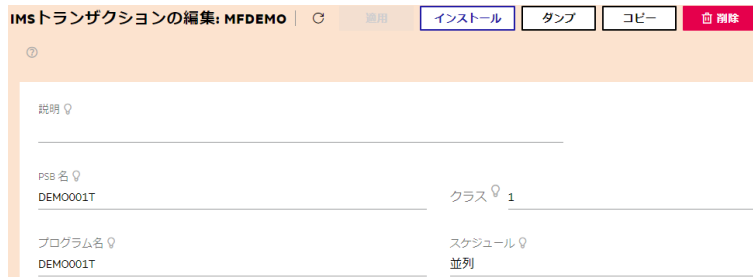 IMSトランザクションの編集: MFDEMO 適用 インストール ダンプ コピー 削除
説明
PSB 名
DEMO001T
クラス 1
プログラム名
DEMO001T
スケジュール
並列